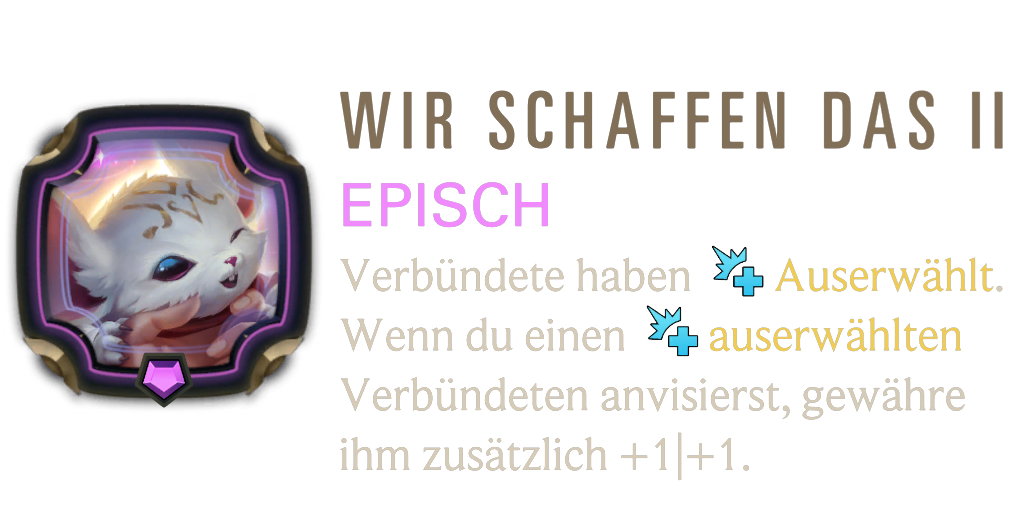 WIR SCHAFFEN DAS II
EPISCH
Verbündete haben Auserwählt.
Wenn du einen auserwählten
Verbündeten anvisierst, gewähre
ihm zusätzlich +1|+1.